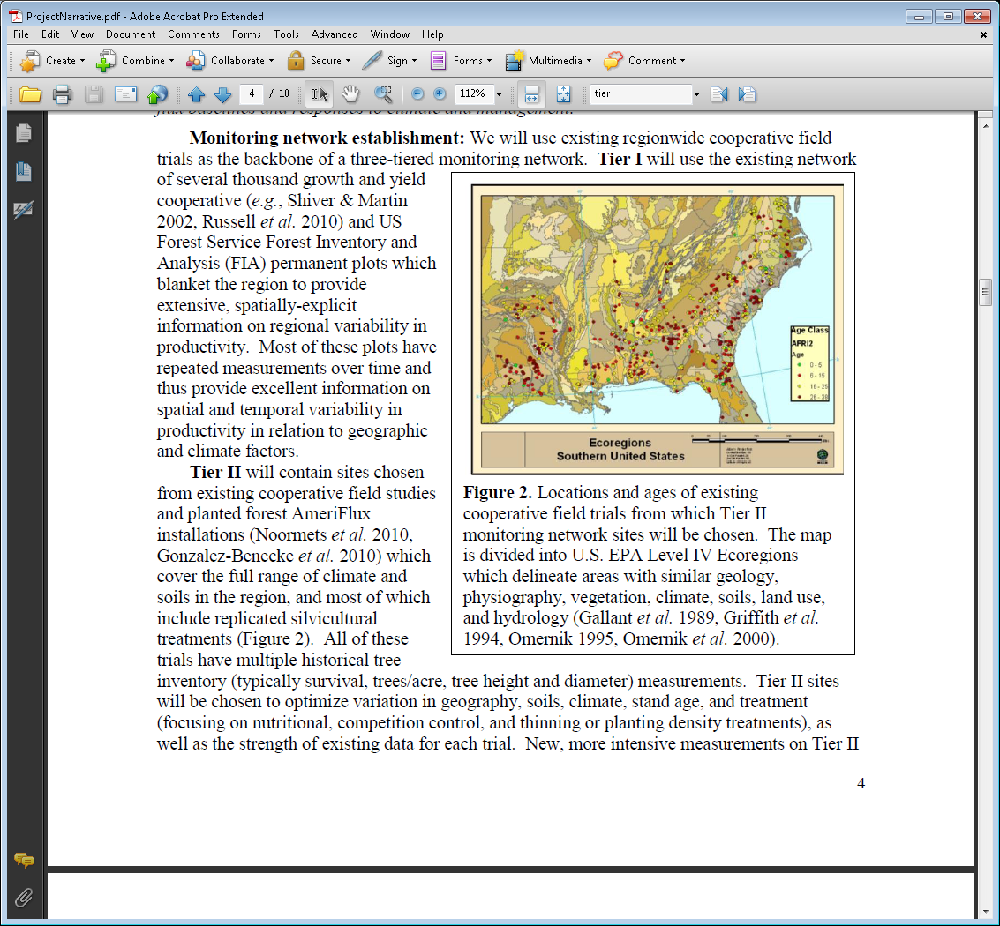 ProjectNarrative.pdf - Adobe Acrobat Pro Extended
File Edit View Document Comments Forms Tools Advanced Window Help
Create Combine Collaborate Secure Sign Forms Multimedia Comment
4 / 18 112% tier
flux baselines and responses to climate and management.
Monitoring network establishment: We will use existing regionwide cooperative field
trials as the backbone of a three-tiered monitoring network. Tier I will use the existing network
of several thousand growth and yield
cooperative (e.g., Shiver & Martin
2002, Russell et al. 2010) and US
Forest Service Forest Inventory and
Analysis (FIA) permanent plots which
blanket the region to provide
extensive, spatially-explicit
information on regional variability in
productivity. Most of these plots have
repeated measurements over time and
thus provide excellent information on
spatial and temporal variability in
productivity in relation to geographic
and climate factors.
Tier II will contain sites chosen
from existing cooperative field studies
and planted forest AmeriFlux
installations (Noormets et al. 2010,
Gonzalez-Benecke et al. 2010) which
cover the full range of climate and
soils in the region, and most of which
include replicated silvicultural
treatments (Figure 2). All of these
trials have multiple historical tree
Age Class
AFRI2
Age
0 - 5
6 - 15
16 - 25
26 - 38
Ecoregions
Southern United States
Figure 2. Locations and ages of existing
cooperative field trials from which Tier II
monitoring network sites will be chosen. The map
is divided into U.S. EPA Level IV Ecoregions
which delineate areas with similar geology,
physiography, vegetation, climate, soils, land use,
and hydrology (Gallant et al. 1989, Griffith et al.
1994, Omernik 1995, Omernik et al. 2000).
inventory (typically survival, trees/acre, tree height and diameter) measurements. Tier II sites
will be chosen to optimize variation in geography, soils, climate, stand age, and treatment
(focusing on nutritional, competition control, and thinning or planting density treatments), as
well as the strength of existing data for each trial. New, more intensive measurements on Tier II
4